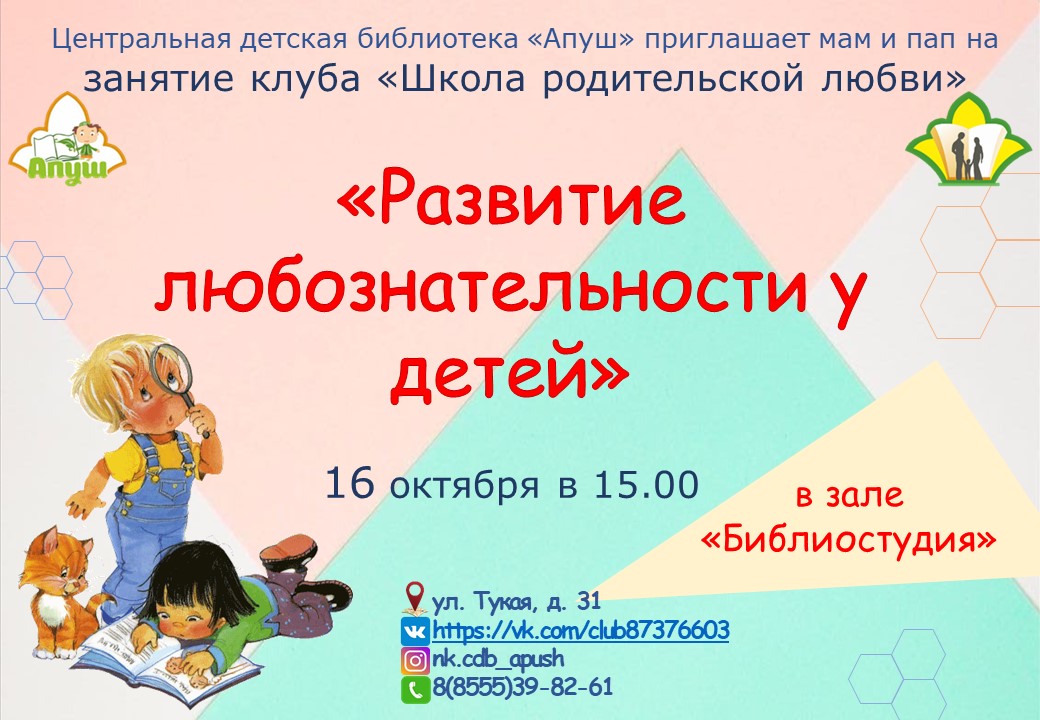 Центральная детская библиотека «Апуш» приглашает мам и пап на
занятие клуба «Школа родительской любви»
Апуш
«Развитие
любознательности у
детей»
16 октября в 15.00
в зале
«Библиостудия»
ул. Тукая, д. 31
https://vk.com/club87376603
nk.cdb_apush
8(8555)39-82-61